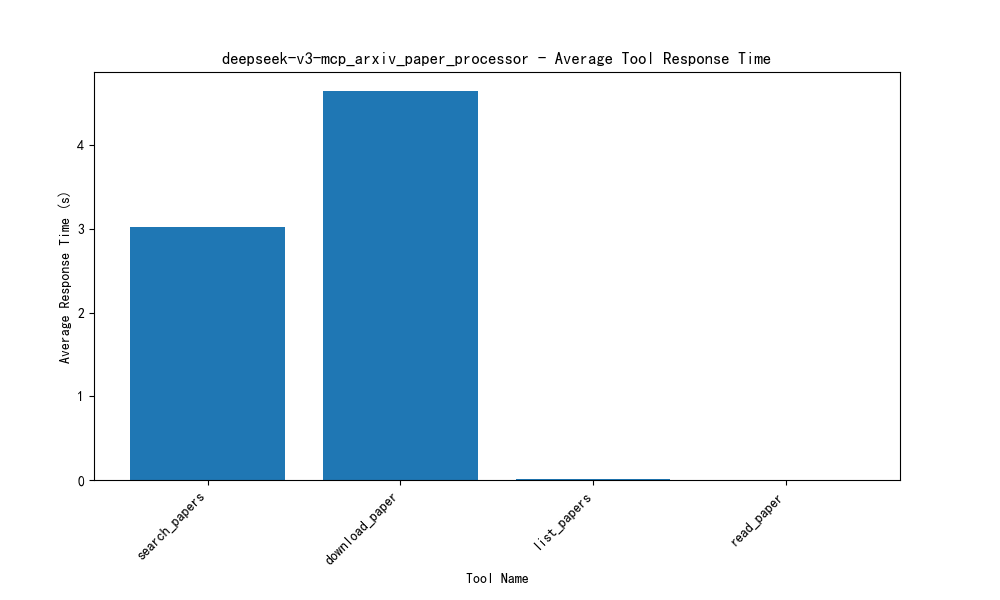 deepseek-v3-mcp_arxiv_paper_processor - Average Tool Response Time
Average Response Time (s)
4
3
2
1
0
search_papers
download_paper
list_papers
read_paper
Tool Name